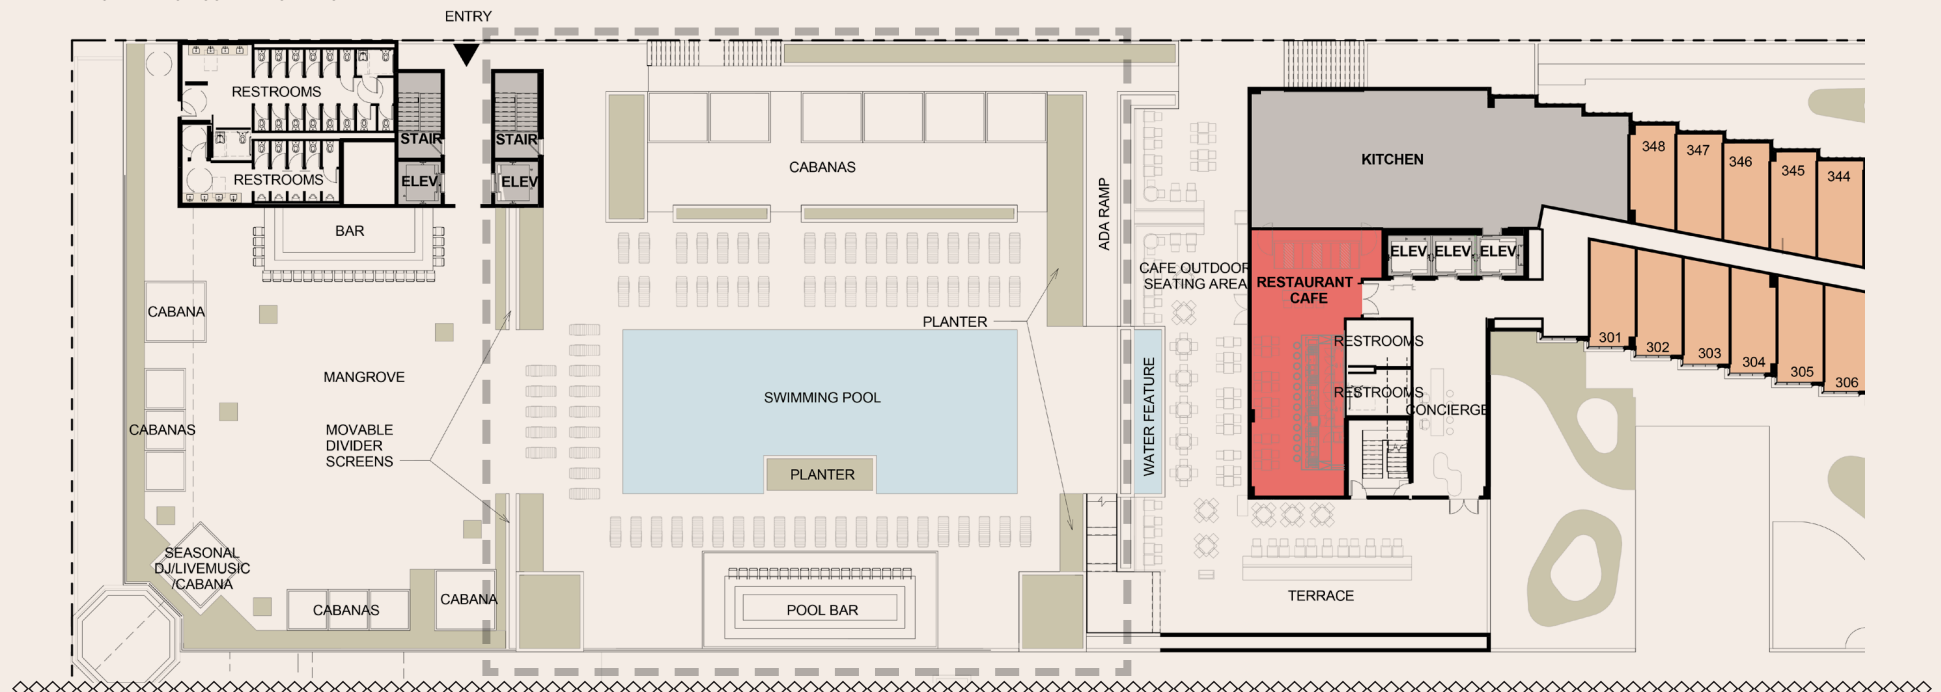 ENTRY
RESTROOMS
STAIR
STAIR
RESTROOMS
ELEV
ELEV
BAR
CABANA
MANGROVE
CABANAS
MOVABLE
DIVIDER
SCREENS
SEASONAL
DJ/LIVEMUSIC
/CABANA
CABANAS
CABANA
CABANAS
PLANTER
SWIMMING POOL
PLANTER
POOL BAR
ADA RAMP
WATER FEATURE
CAFE OUTDOOR
SEATING AREA
RESTAURANT
CAFE
KITCHEN
ELEV
ELEV
ELEV
RESTROOMS
RESTROOMS
CONCIERGE
TERRACE
348
347
346
345
344
301
302
303
304
305
306